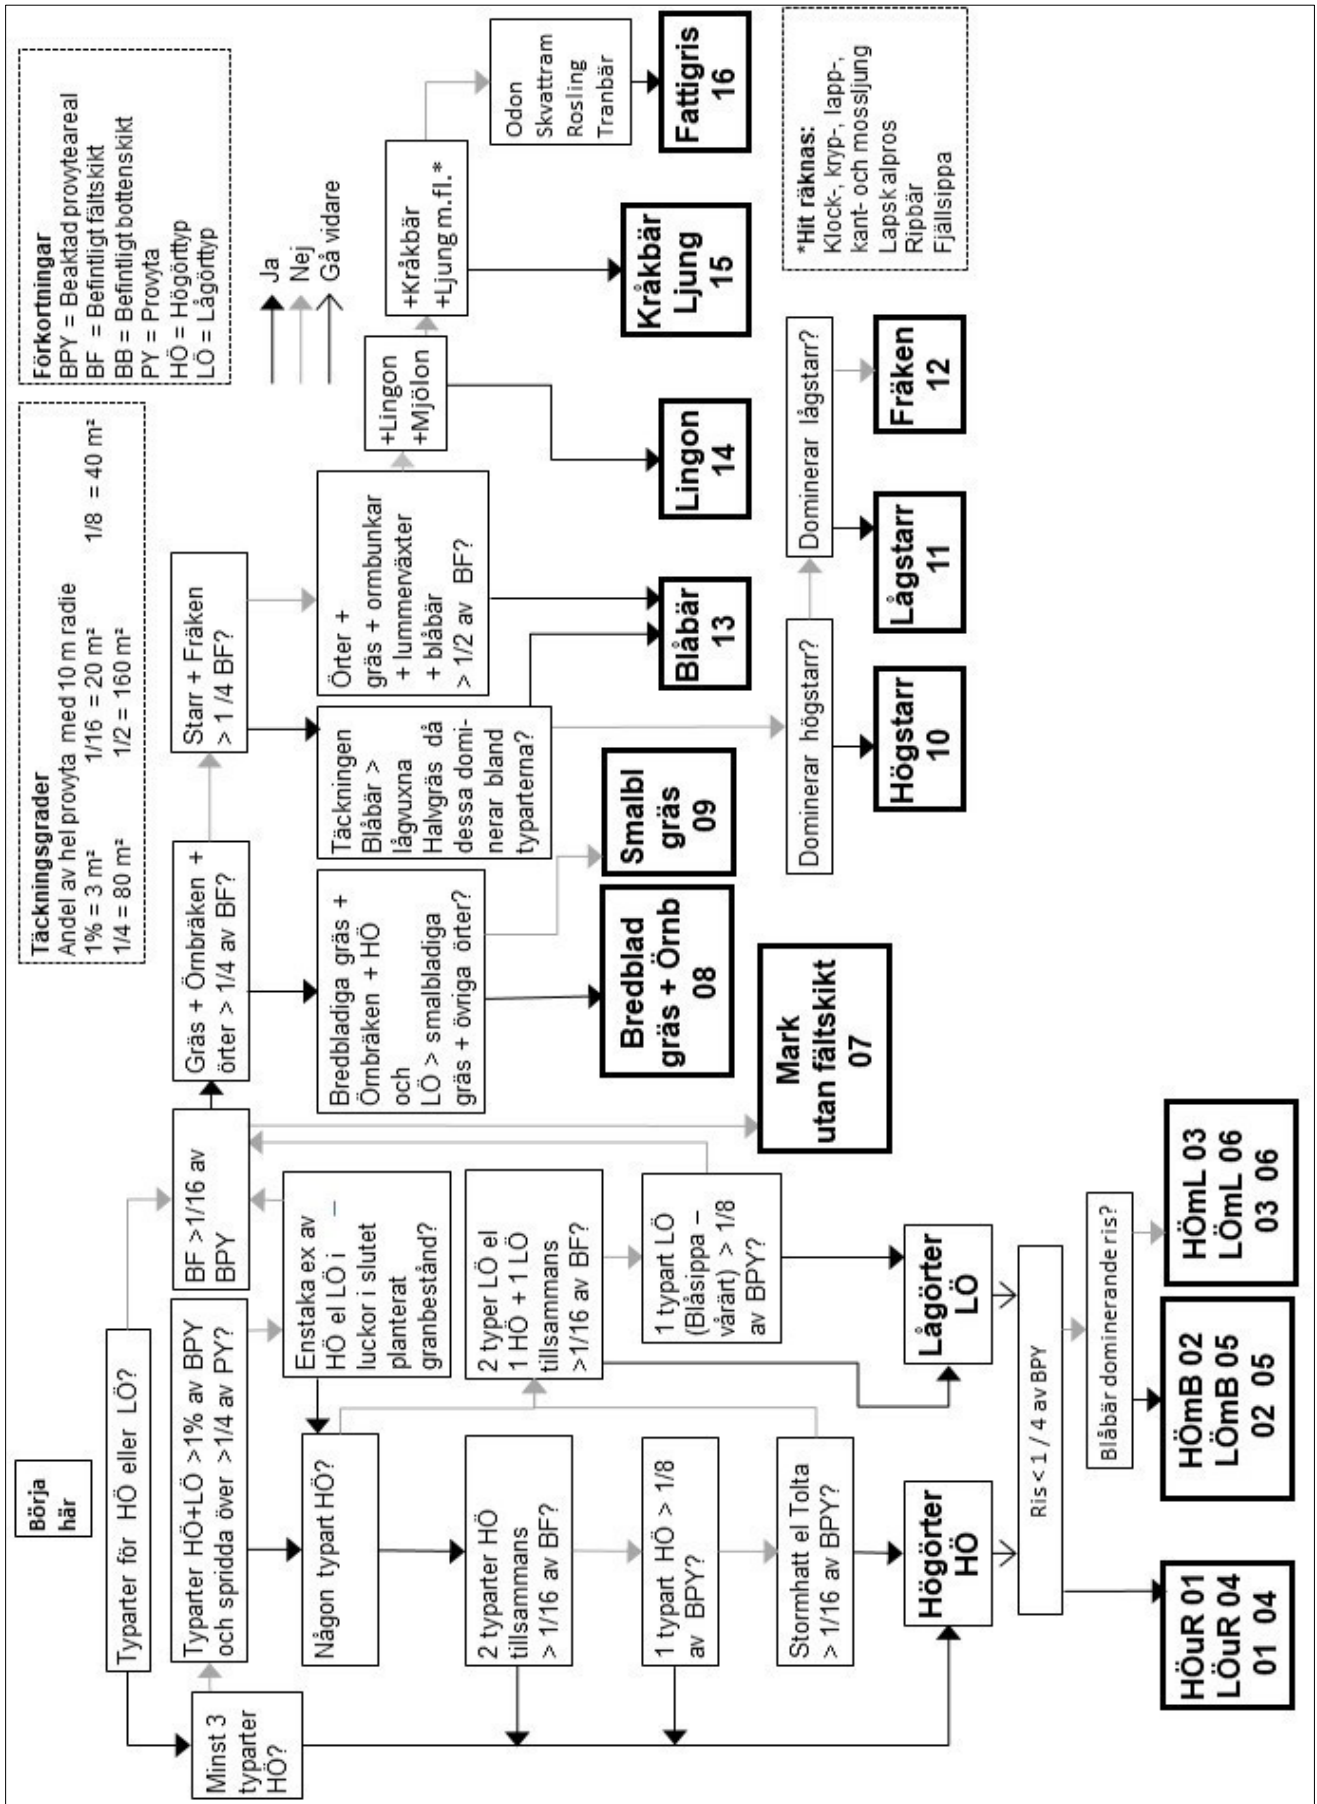 Börja
här
Täckningsgrader
Andel av hel provyta med 10 m radie
1% = 3 m² 1/16 = 20 m² 1/8 = 40 m²
1/4 = 80 m² 1/2 = 160 m²
Förkortningar
BPY = Beaktad provyteareal
BF = Befintligt fältskikt
BB = Befintligt bottenskikt
PY = Provyta
HÖ = Högörttyp
LÖ = Lågörttyp
Ja
Nej
Gå vidare
Typarter för HÖ eller LÖ?
Minst 3
typarter
HÖ?
Typarter HÖ+LÖ >1% av BPY
och spridda över >1/4 av PY?
BF >1/16 av
BPY
Gräs + Örnbräken +
örter > 1/4 av BF?
Starr + Fräken
> 1 /4 BF?
Någon typart HÖ?
Enstaka ex av
HÖ el LÖ i –
luckor i slutet
planterat
granbestånd?
Bredbladiga gräs +
Örnbräken + HÖ
och
LÖ > smalbladiga
gräs + övriga örter?
Täckningen
Blåbär >
lågvuxna
Halvgräs då
dessa domi-
nerar bland
typarterna?
Örter +
gräs + ormbunkar
+ lummerväxter
+ blåbär
> 1/2 av BF?
+Lingon
+Mjölon
+Kråkbär
+Ljung m.fl.*
Odon
Skvattram
Rosling
Tranbär
2 typarter HÖ
tillsammans
> 1/16 av BF?
2 typer LÖ el
1 HÖ + 1 LÖ
tillsammans
>1/16 av BF?
1 typart HÖ > 1/8
av BPY?
1 typart LÖ
(Blåsippa –
vårärt) > 1/8
av BPY?
Stormhatt el Tolta
> 1/16 av BPY?
Bredblad
gräs + Örnb
08
Smalbl
gräs
09
Blåbär
13
Lingon
14
Kråkbär
Ljung
15
Fattigris
16
Mark
utan fältskikt
07
Dominerar högstarr?
Dominerar lågstarr?
*Hit räknas:
Klock-, kryp-, lapp-,
kant- och mossljung
Lapsk alpros
Ripbär
Fjällsippa
Högörter
HÖ
Lågörter
LÖ
Högstarr
10
Lågstarr
11
Fräken
12
Ris < 1 / 4 av BPY
Blåbär dominerande ris?
HÖuR 01
LÖuR 04
01 04
HÖmB 02
LÖmB 05
02 05
HÖmL 03
LÖmL 06
03 06